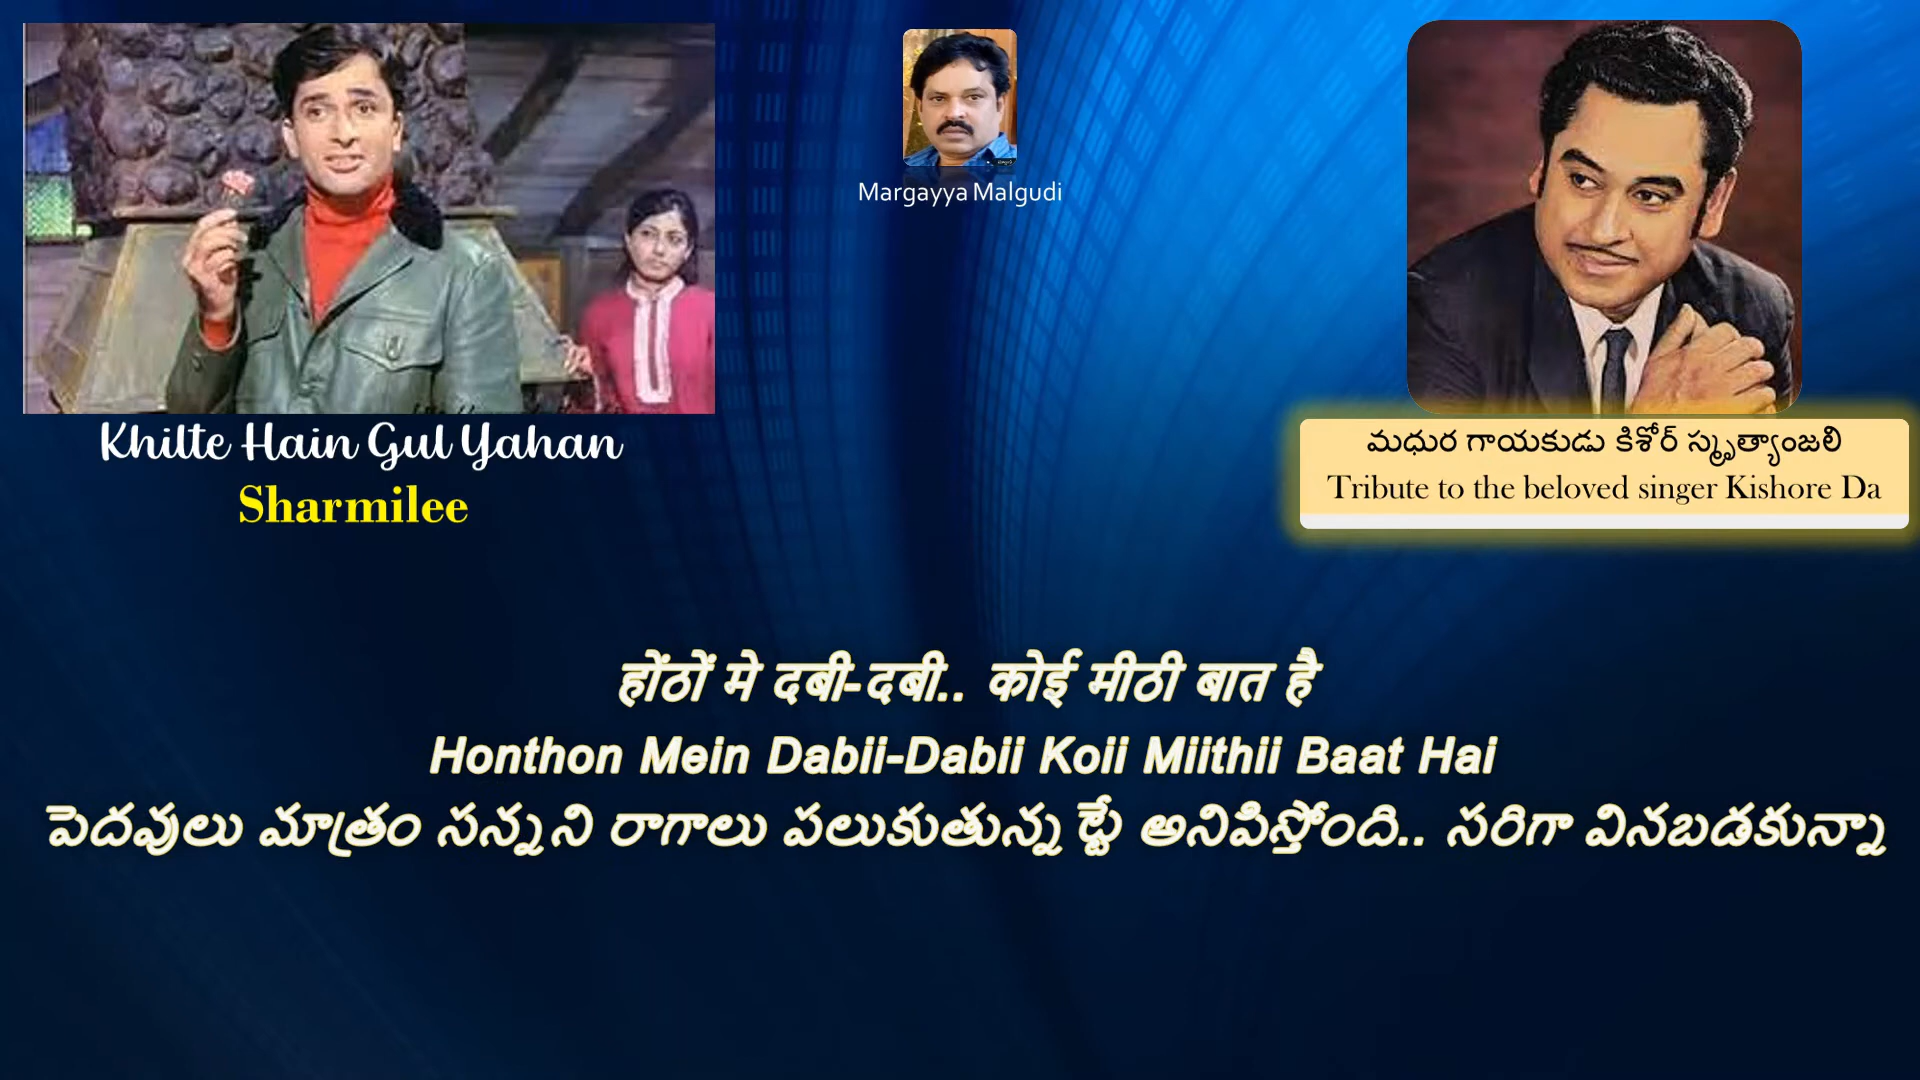 Margayya Malgudi
Khilte Hain Gul Yahan
Sharmilee
మధుర గాయకుడు కిశోర్ స్మృత్యాంజలి
Tribute to the beloved singer Kishore Da
होंठों मे दबी-दबी.. कोई मीठी बात है
Honthon Mein Dabii-Dabii Koii Miithii Baat Hai
పెదవులు మాత్రం సన్నని రాగాలు పలుకుతున్నట్టే అనిపిస్తోంది.. సరిగా వినబడకున్నా